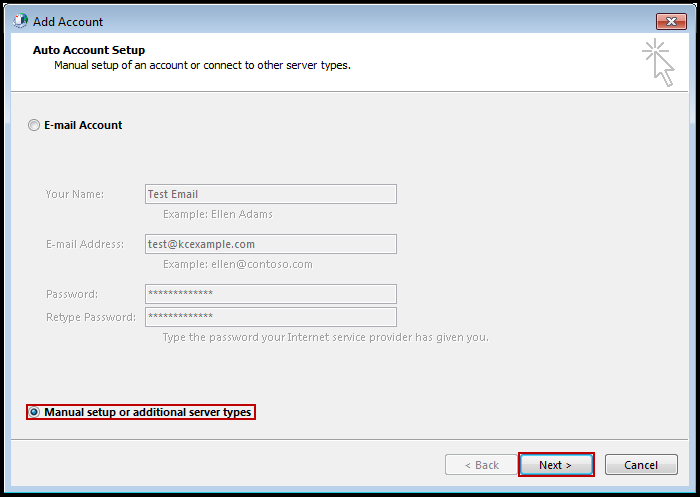 Add Account
Auto Account Setup
Manual setup of an account or connect to other server types.
E-mail Account
Your Name: Test Email
Example: Ellen Adams
E-mail Address: test@kcexample.com
Example: ellen@contoso.com
Password: *************
Retype Password: *************
Type the password your Internet service provider has given you.
Manual setup or additional server types
< Back Next > Cancel